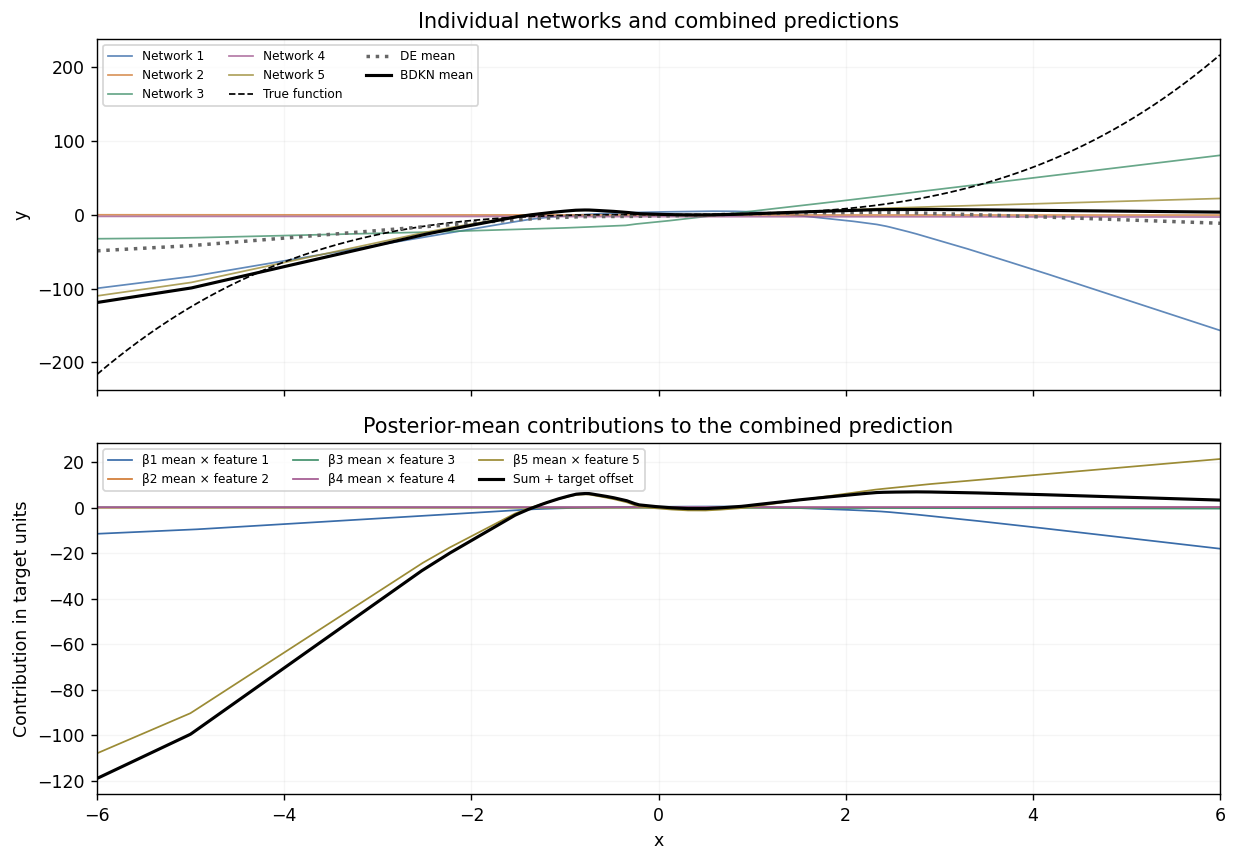 Individual networks and combined predictions
Network 1 Network 4 DE mean
Network 2 Network 5 BDKN mean
Network 3 True function
200
100
0
−100
−200
y
Posterior-mean contributions to the combined prediction
β1 mean × feature 1 β3 mean × feature 3 β5 mean × feature 5
β2 mean × feature 2 β4 mean × feature 4 Sum + target offset
20
0
−20
−40
−60
−80
−100
−120
Contribution in target units
−6 −4 −2 0 2 4 6
x